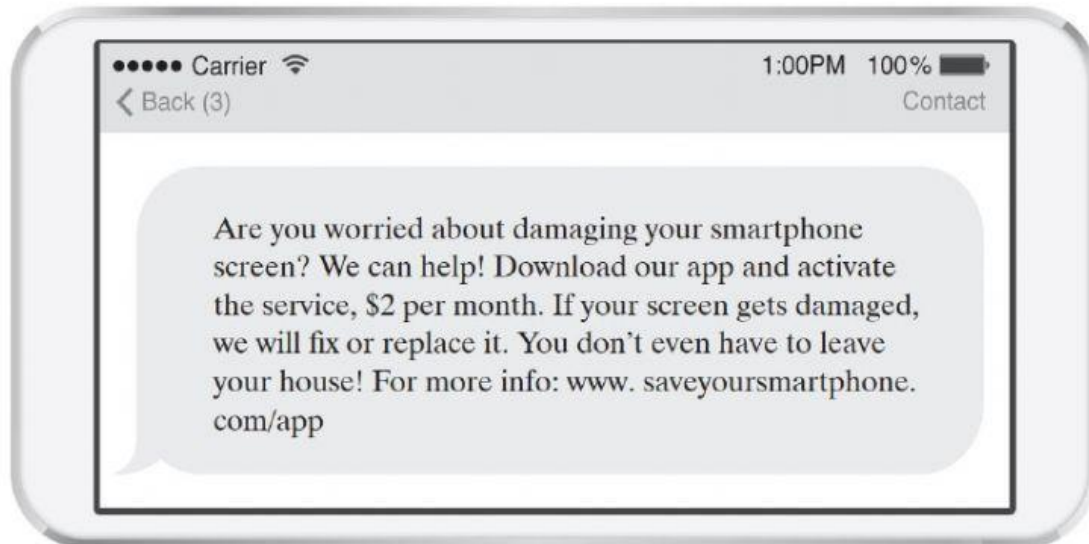 Carrier 1:00PM 100%
Back (3) Contact
Are you worried about damaging your smartphone
screen? We can help! Download our app and activate
the service, $2 per month. If your screen gets damaged,
we will fix or replace it. You don’t even have to leave
your house! For more info: www. saveyoursmartphone.
com/app